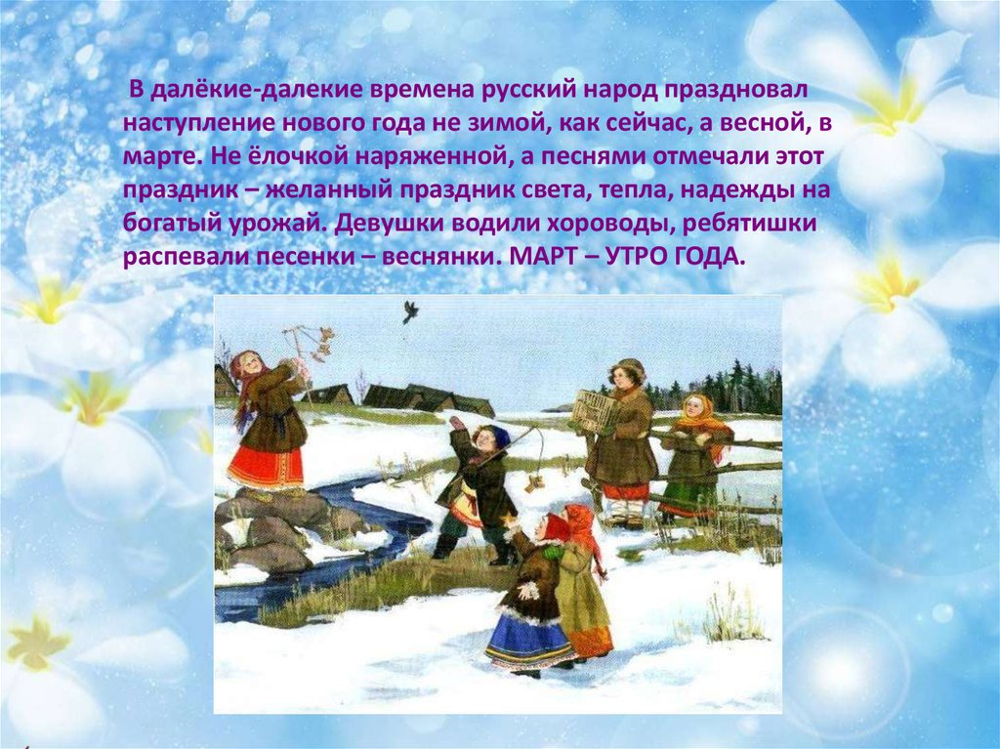 В далёкие-далекие времена русский народ праздновал
наступление нового года не зимой, как сейчас, а весной, в
марте. Не ёлочкой наряженной, а песнями отмечали этот
праздник – желанный праздник света, тепла, надежды на
богатый урожай. Девушки водили хороводы, ребятишки
распевали песенки – веснянки. МАРТ – УТРО ГОДА.